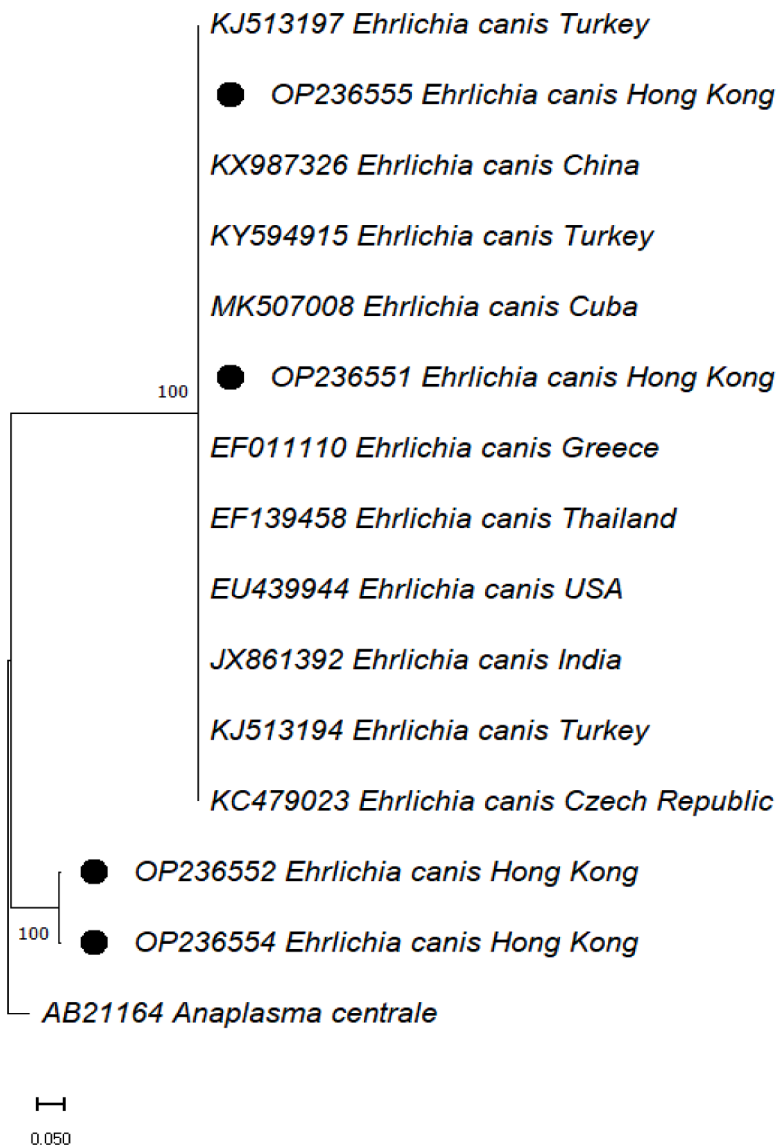 KJ513197 Ehrlichia canis Turkey
OP236555 Ehrlichia canis Hong Kong
KX987326 Ehrlichia canis China
KY594915 Ehrlichia canis Turkey
MK507008 Ehrlichia canis Cuba
OP236551 Ehrlichia canis Hong Kong
100
EF011110 Ehrlichia canis Greece
EF139458 Ehrlichia canis Thailand
EU439944 Ehrlichia canis USA
JX861392 Ehrlichia canis India
KJ513194 Ehrlichia canis Turkey
KC479023 Ehrlichia canis Czech Republic
OP236552 Ehrlichia canis Hong Kong
100
OP236554 Ehrlichia canis Hong Kong
AB21164 Anaplasma centrale
0.050